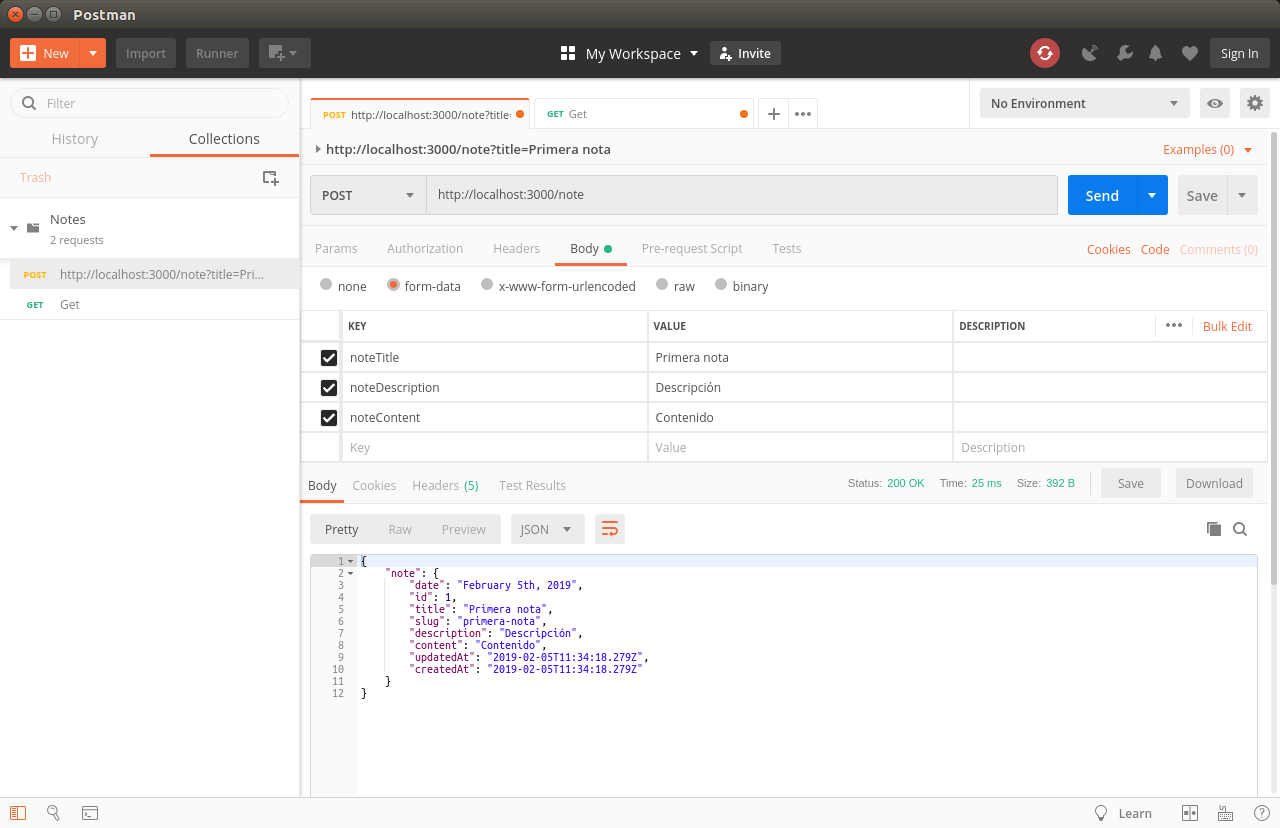 Postman
New Import Runner My Workspace Invite Sign In
Filter
History Collections
Trash
Notes
2 requests
POST http://localhost:3000/note?title=Pri...
GET Get
POST http://localhost:3000/note?title= GET Get No Environment
http://localhost:3000/note?title=Primera nota Examples (0)
POST http://localhost:3000/note Send Save
Params Authorization Headers Body Pre-request Script Tests Cookies Code Comments (0)
none form-data x-www-form-urlencoded raw binary
KEY VALUE DESCRIPTION Bulk Edit
noteTitle Primera nota
noteDescription Descripción
noteContent Contenido
Key Value Description
Body Cookies Headers (5) Test Results Status: 200 OK Time: 25 ms Size: 392 B Save Download
Pretty Raw Preview JSON
1 {
2 "note": {
3 "date": "February 5th, 2019",
4 "id": 1,
5 "title": "Primera nota",
6 "slug": "primera-nota",
7 "description": "Descripción",
8 "content": "Contenido",
9 "updatedAt": "2019-02-05T11:34:18.279Z",
10 "createdAt": "2019-02-05T11:34:18.279Z"
11 }
12 }
Learn